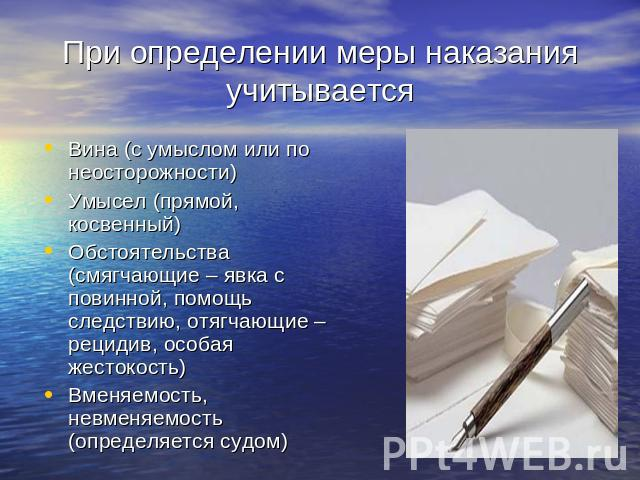 При определении меры наказания
учитывается
Вина (с умыслом или по
неосторожности)
Умысел (прямой,
косвенный)
Обстоятельства
(смягчающие – явка с
повинной, помощь
следствию, отягчающие –
рецидив, особая
жестокость)
Вменяемость,
невменяемость
(определяется судом)
PPt4WEB.ru